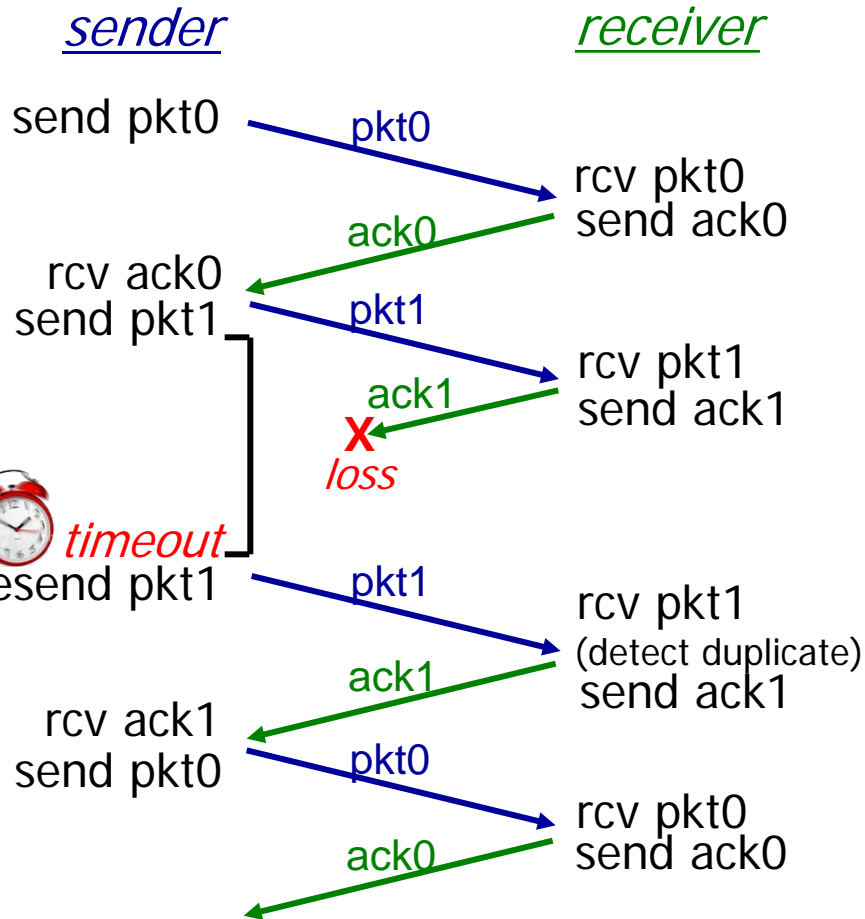 sender
receiver
send pkt0
pkt0
rcv pkt0
send ack0
ack0
rcv ack0
send pkt1
pkt1
rcv pkt1
send ack1
ack1
X
loss
timeout
esend pkt1
pkt1
rcv pkt1
(detect duplicate)
send ack1
ack1
rcv ack1
send pkt0
pkt0
rcv pkt0
send ack0
ack0